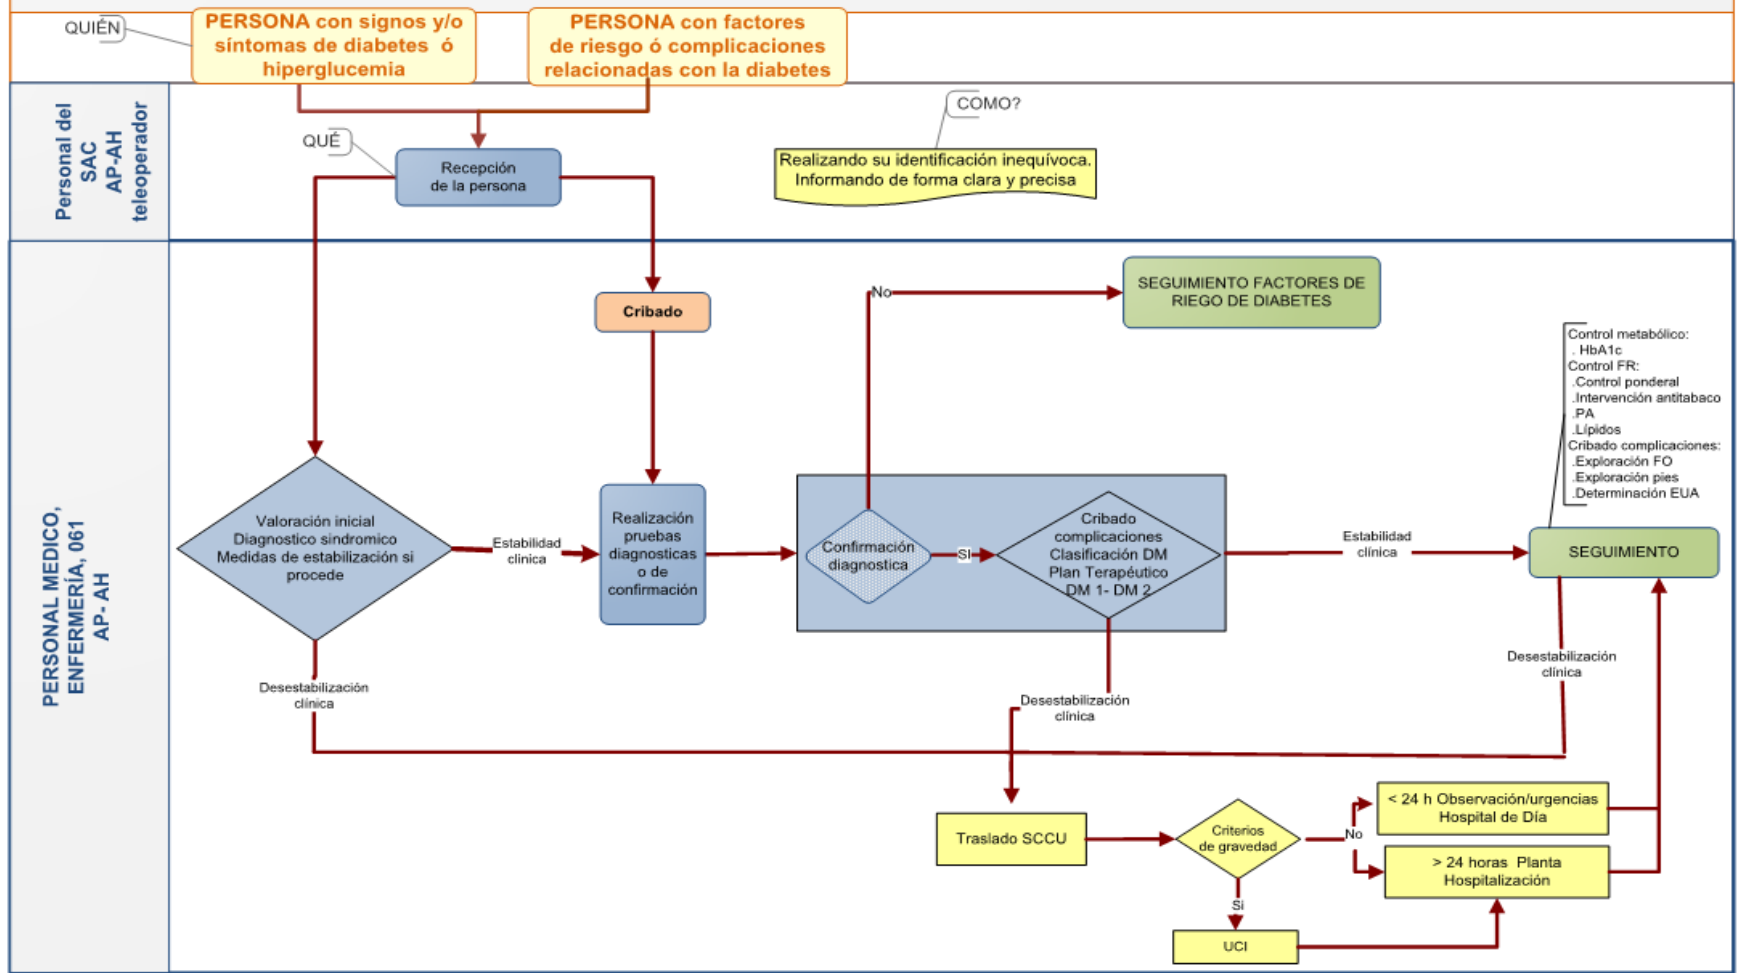 QUIÉN
PERSONA con signos y/o
síntomas de diabetes ó
hiperglucemia
PERSONA con factores
de riesgo ó complicaciones
relacionadas con la diabetes
Personal del
SAC
AP-AH
teleoperador
QUÉ
Recepción
de la persona
COMO?
Realizando su identificación inequívoca.
Informando de forma clara y precisa
PERSONAL MEDICO,
ENFERMERÍA, 061
AP- AH
Cribado
No
SEGUIMIENTO FACTORES DE
RIEGO DE DIABETES
Control metabólico:
. HbA1c
Control FR:
.Control ponderal
.Intervención antitabaco
.PA
.Lípidos
Cribado complicaciones:
.Exploración FO
.Exploración pies
.Determinación EUA
Valoración inicial
Diagnostico sindromico
Medidas de estabilización si
procede
Estabilidad
clínica
Realización
pruebas
diagnosticas
o de
confirmación
Confirmación
diagnostica
SI
Cribado
complicaciones
Clasificación DM
Plan Terapéutico
DM 1- DM 2
Estabilidad
clínica
SEGUIMIENTO
Desestabilización
clínica
Desestabilización
clínica
Desestabilización
clínica
Traslado SCCU
Criterios
de gravedad
No
< 24 h Observación/urgencias
Hospital de Día
> 24 horas Planta
Hospitalización
Si
UCI